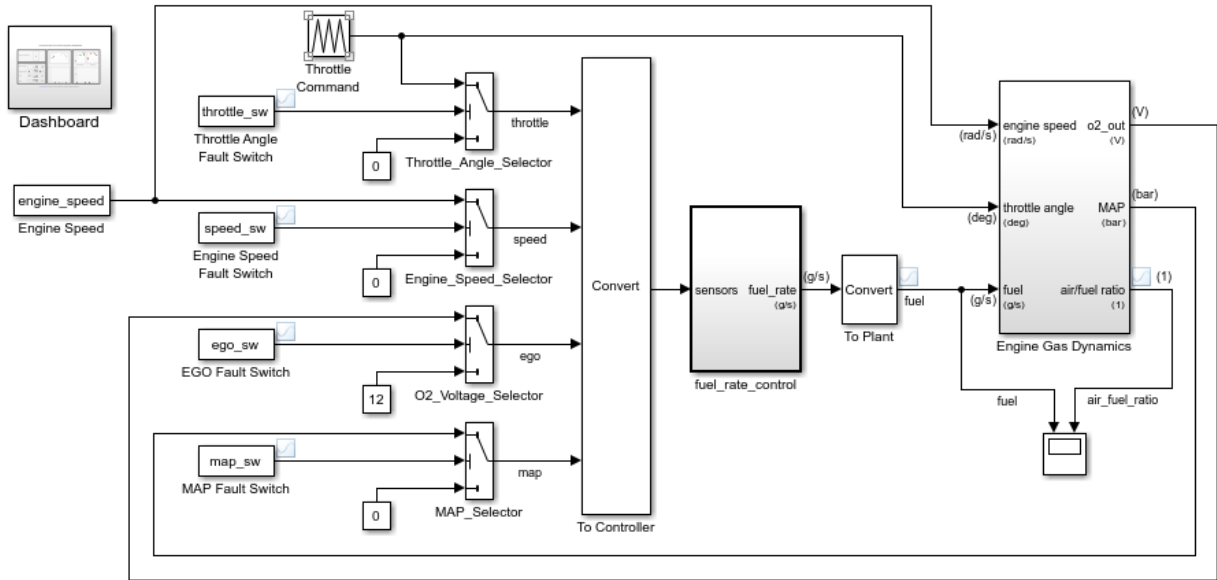 Dashboard
Throttle
Command
throttle_sw
Throttle Angle
Fault Switch
0
throttle
Throttle_Angle_Selector
engine_speed
Engine Speed
speed_sw
Engine Speed
Fault Switch
0
speed
Engine_Speed_Selector
ego_sw
EGO Fault Switch
12
ego
O2_Voltage_Selector
map_sw
MAP Fault Switch
0
map
MAP_Selector
Convert
To Controller
sensors
fuel_rate
(g/s)
(g/s)
fuel_rate_control
Convert
To Plant
fuel
(rad/s)
engine speed
(rad/s)
(deg)
throttle angle
(deg)
(g/s)
fuel
(g/s)
o2_out
(V)
(V)
MAP
(bar)
(bar)
air/fuel ratio
(1)
(1)
Engine Gas Dynamics
fuel
air_fuel_ratio